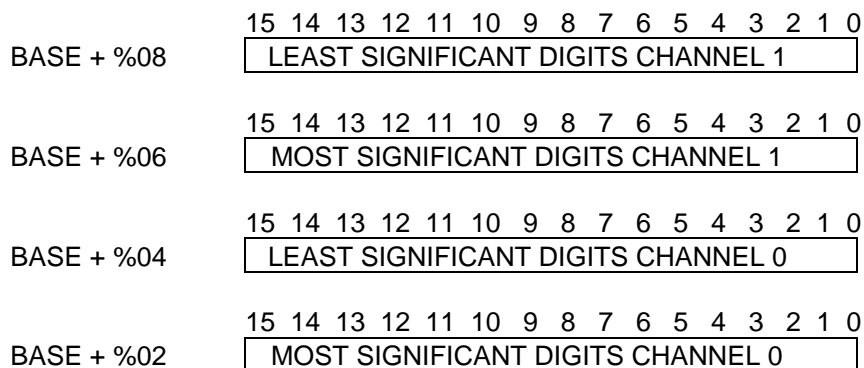 15 14 13 12 11 10 9 8 7 6 5 4 3 2 1 0
BASE + %08 LEAST SIGNIFICANT DIGITS CHANNEL 1
15 14 13 12 11 10 9 8 7 6 5 4 3 2 1 0
BASE + %06 MOST SIGNIFICANT DIGITS CHANNEL 1
15 14 13 12 11 10 9 8 7 6 5 4 3 2 1 0
BASE + %04 LEAST SIGNIFICANT DIGITS CHANNEL 0
15 14 13 12 11 10 9 8 7 6 5 4 3 2 1 0
BASE + %02 MOST SIGNIFICANT DIGITS CHANNEL 0